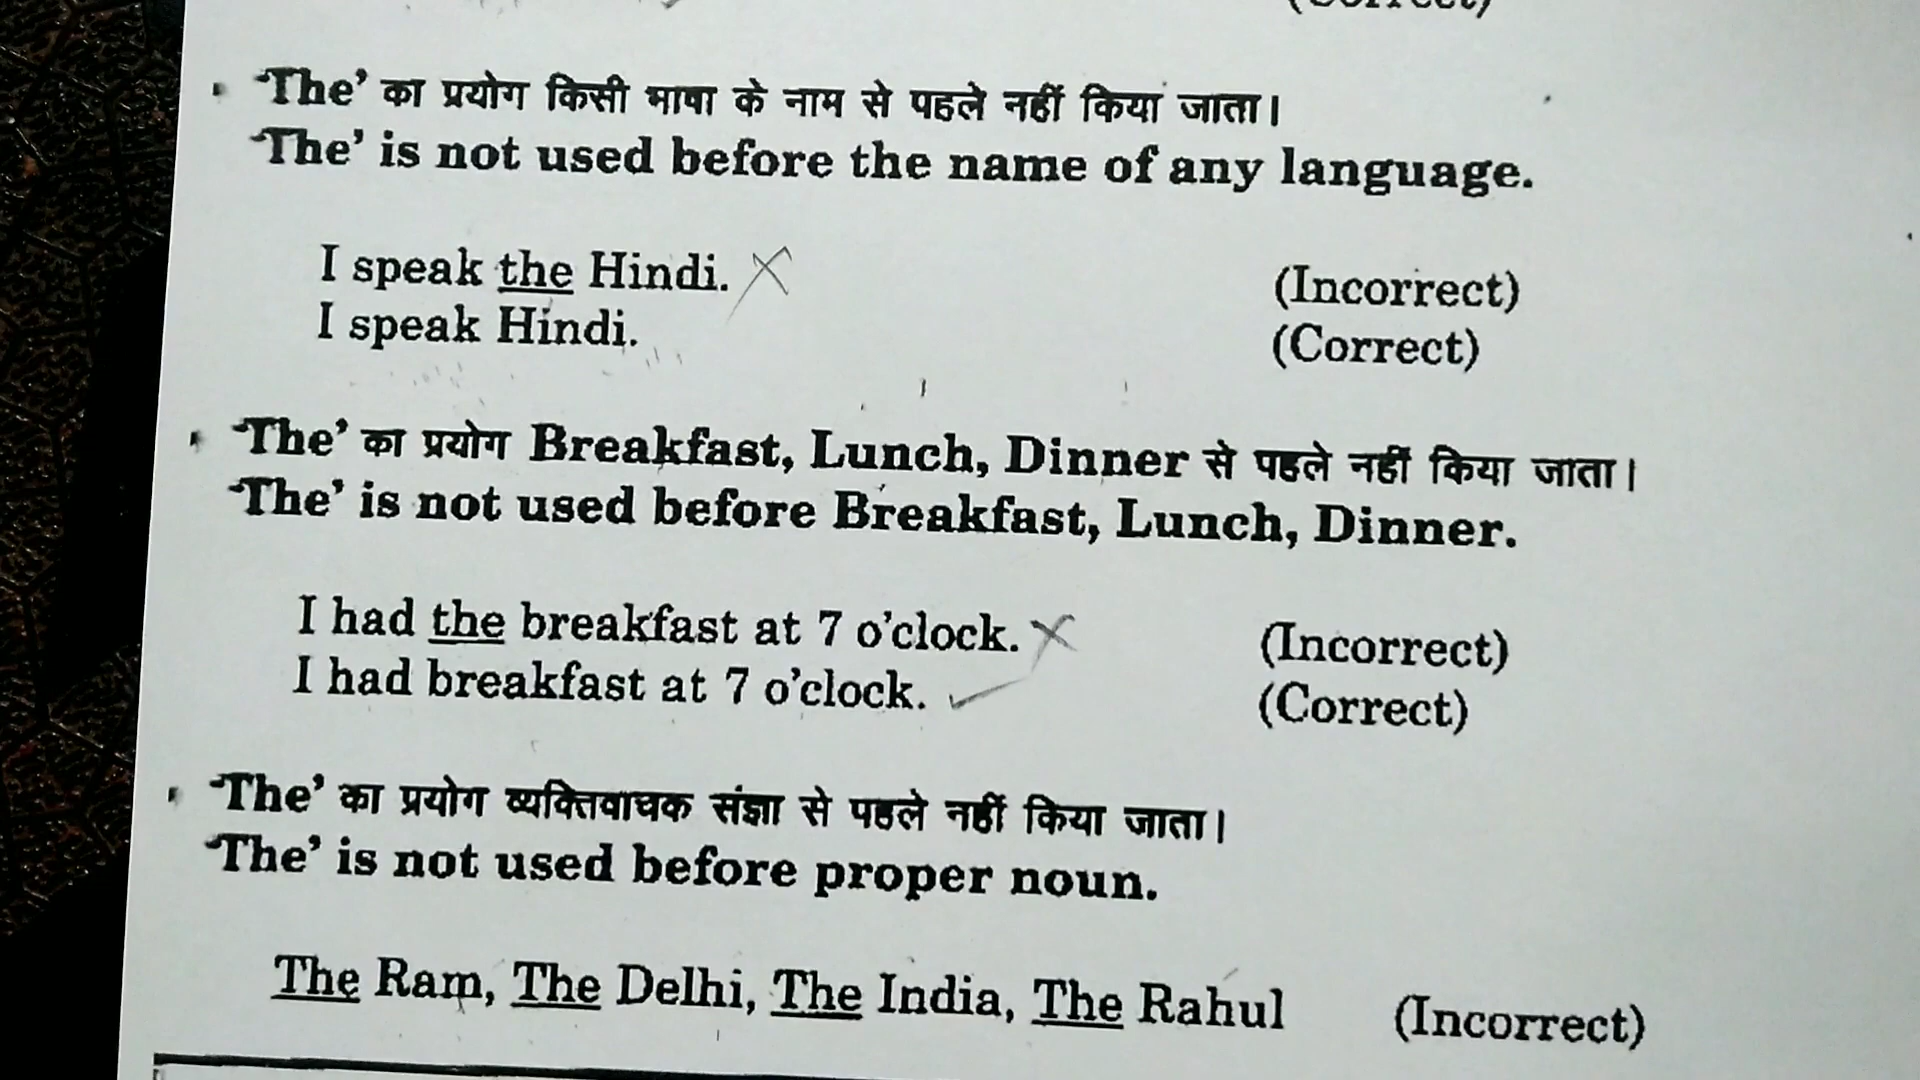 (Correct)
'The' का प्रयोग किसी भाषा के नाम से पहले नहीं किया जाता।
'The' is not used before the name of any language.
I speak the Hindi. (Incorrect)
I speak Hindi. (Correct)
'The' का प्रयोग Breakfast, Lunch, Dinner से पहले नहीं किया जाता।
'The' is not used before Breakfast, Lunch, Dinner.
I had the breakfast at 7 o'clock. (Incorrect)
I had breakfast at 7 o'clock. (Correct)
'The' का प्रयोग व्यक्तिवाचक संज्ञा से पहले नहीं किया जाता।
'The' is not used before proper noun.
The Ram, The Delhi, The India, The Rahul (Incorrect)